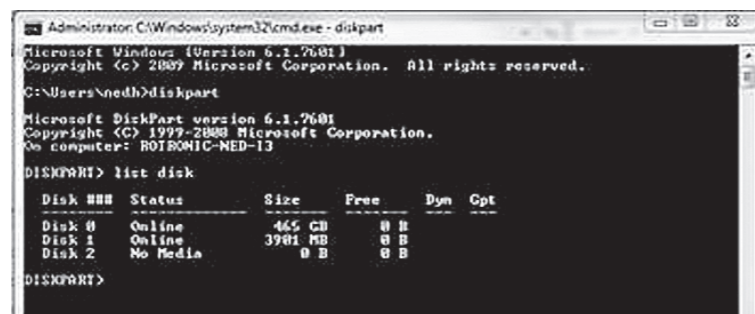 Administrator: C:\Windows\system32\cmd.exe - diskpart
Microsoft Windows [Version 6.1.7601]
Copyright (c) 2009 Microsoft Corporation. All rights reserved.
C:\Users\nedh>diskpart
Microsoft DiskPart version 6.1.7601
Copyright (C) 1999-2008 Microsoft Corporation.
On computer: ROTRONIC-NED-13
DISKPART> list disk
Disk ### Status Size Free Dyn Gpt
Disk 0 Online 465 GB 0 B
Disk 1 Online 3901 MB 0 B
Disk 2 No Media 0 B 0 B
DISKPART>